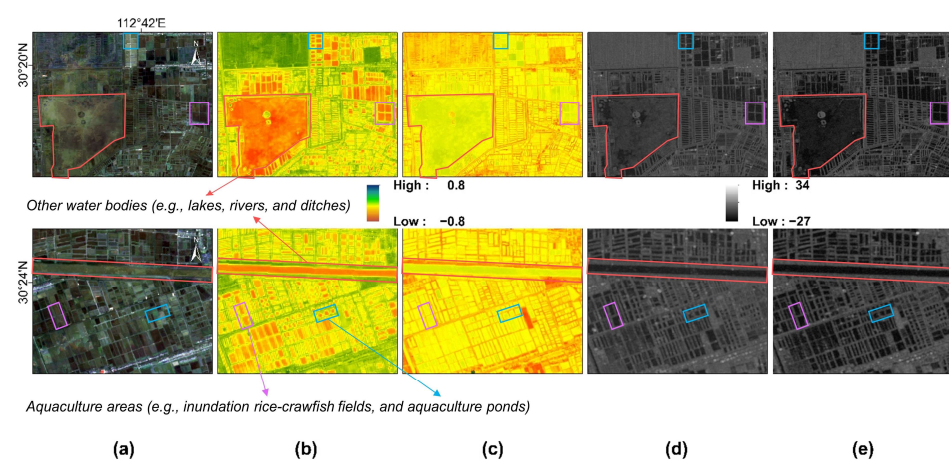 112°42'E
30°20'N
N
High : 0.8
Low : −0.8
High : 34
Low : −27
Other water bodies (e.g., lakes, rivers, and ditches)
30°24'N
N
Aquaculture areas (e.g., inundation rice-crawfish fields, and aquaculture ponds)
(a) (b) (c) (d) (e)